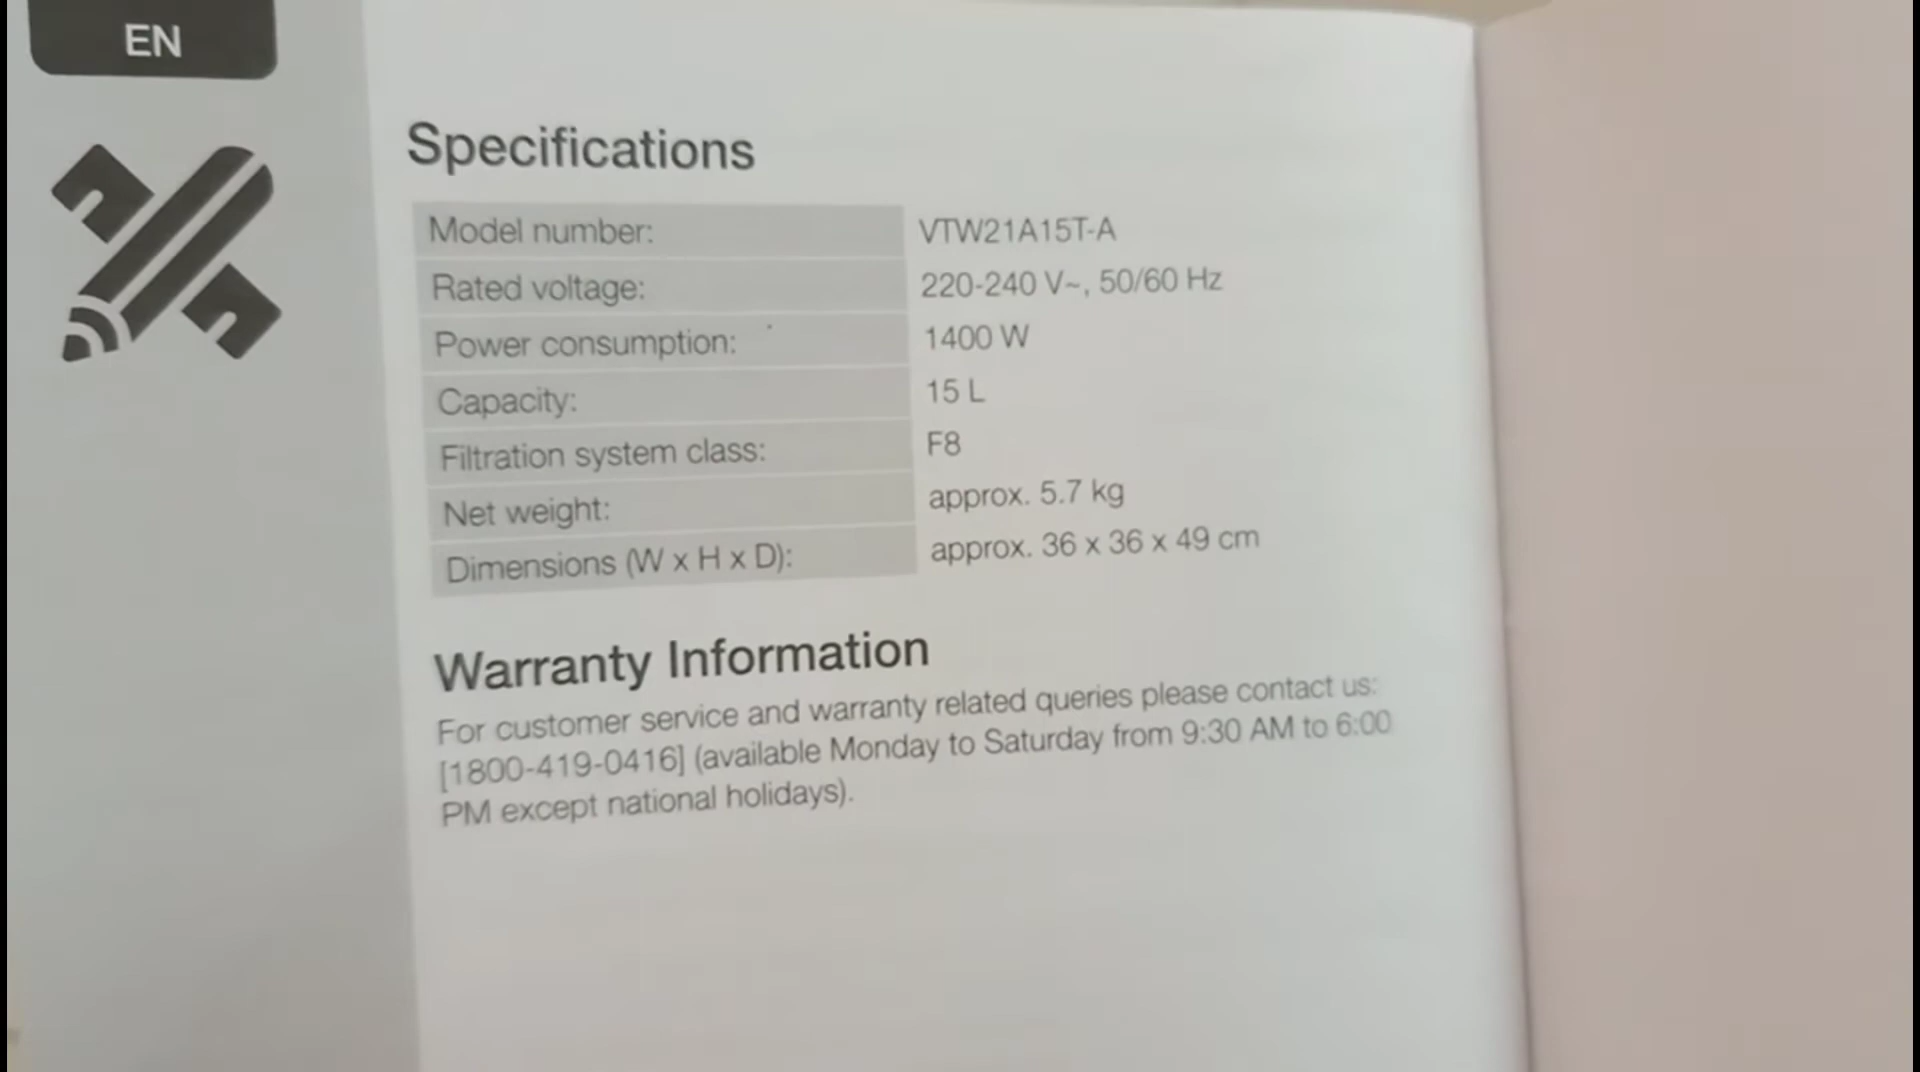 EN
Specifications
Model number: VTW21A15T-A
Rated voltage: 220-240 V~, 50/60 Hz
Power consumption: 1400 W
Capacity: 15 L
Filtration system class: F8
Net weight: approx. 5.7 kg
Dimensions (W x H x D): approx. 36 x 36 x 49 cm
Warranty Information
For customer service and warranty related queries please contact us:
[1800-419-0416] (available Monday to Saturday from 9:30 AM to 6:00
PM except national holidays).